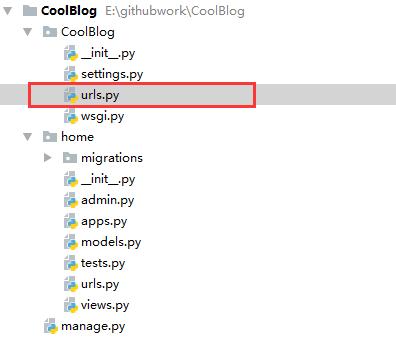 CoolBlog E:\githubwork\CoolBlog
CoolBlog
__init__.py
settings.py
urls.py
wsgi.py
home
migrations
__init__.py
admin.py
apps.py
models.py
tests.py
urls.py
views.py
manage.py